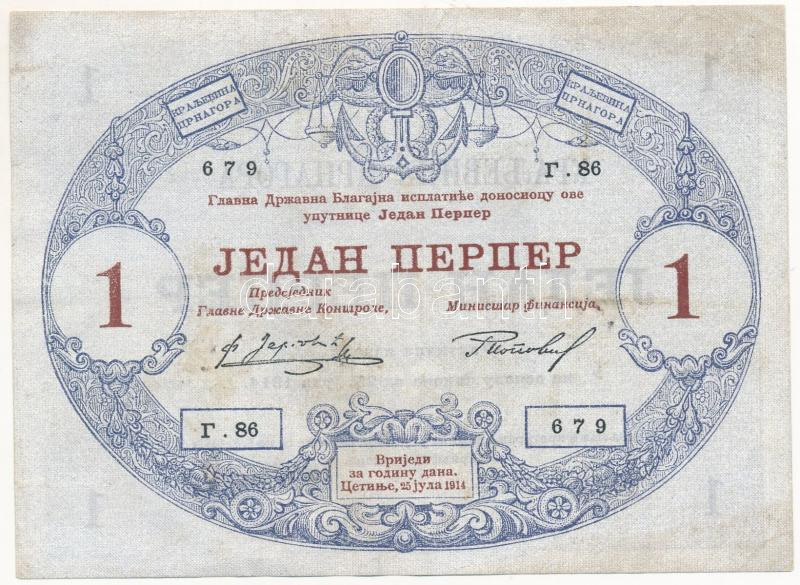 КРАЉЕВИНА
ЦРНАГОРА
КРАЉЕВИНА
ЦРНАГОРА
679
Г. 86
Главна Државна Благајна исплатиће доносиоцу ове
упутнице Један Перпер
ЈЕДАН ПЕРПЕР
1
1
Предсједник
Главне Државне Контроле,
Министар финансија,
Г. 86
679
Вриједи
за годину дана.
Цетиње, 25 јула 1914
darabanth